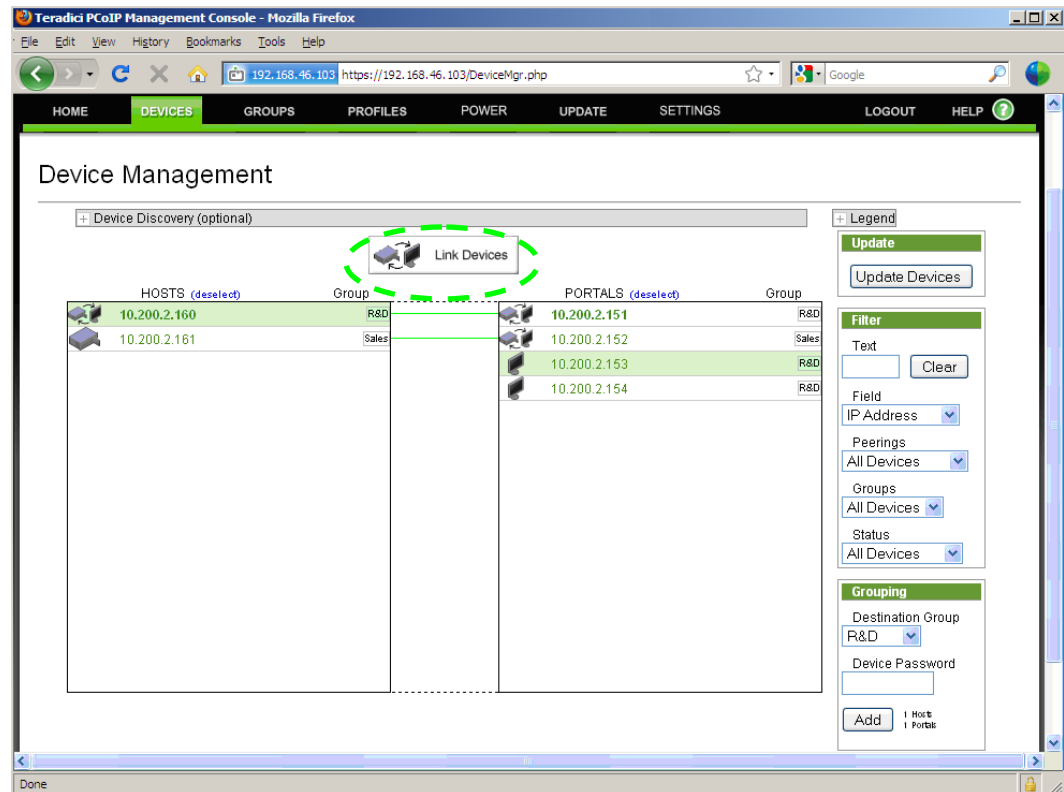 Teradici PCoIP Management Console - Mozilla Firefox
File Edit View History Bookmarks Tools Help
192.168.46.103 https://192.168.46.103/DeviceMgr.php Google
HOME DEVICES GROUPS PROFILES POWER UPDATE SETTINGS LOGOUT HELP ?
Device Management
+ Device Discovery (optional)
+ Legend
Link Devices
HOSTS (deselect) Group PORTALS (deselect) Group
10.200.2.160 R&D 10.200.2.151 R&D
10.200.2.161 Sales 10.200.2.152 Sales
10.200.2.153 R&D
10.200.2.154 R&D
Update
Update Devices
Filter
Text
Clear
Field
IP Address
Peerings
All Devices
Groups
All Devices
Status
All Devices
Grouping
Destination Group
R&D
Device Password
Add 1 Hosts
1 Portals
Done